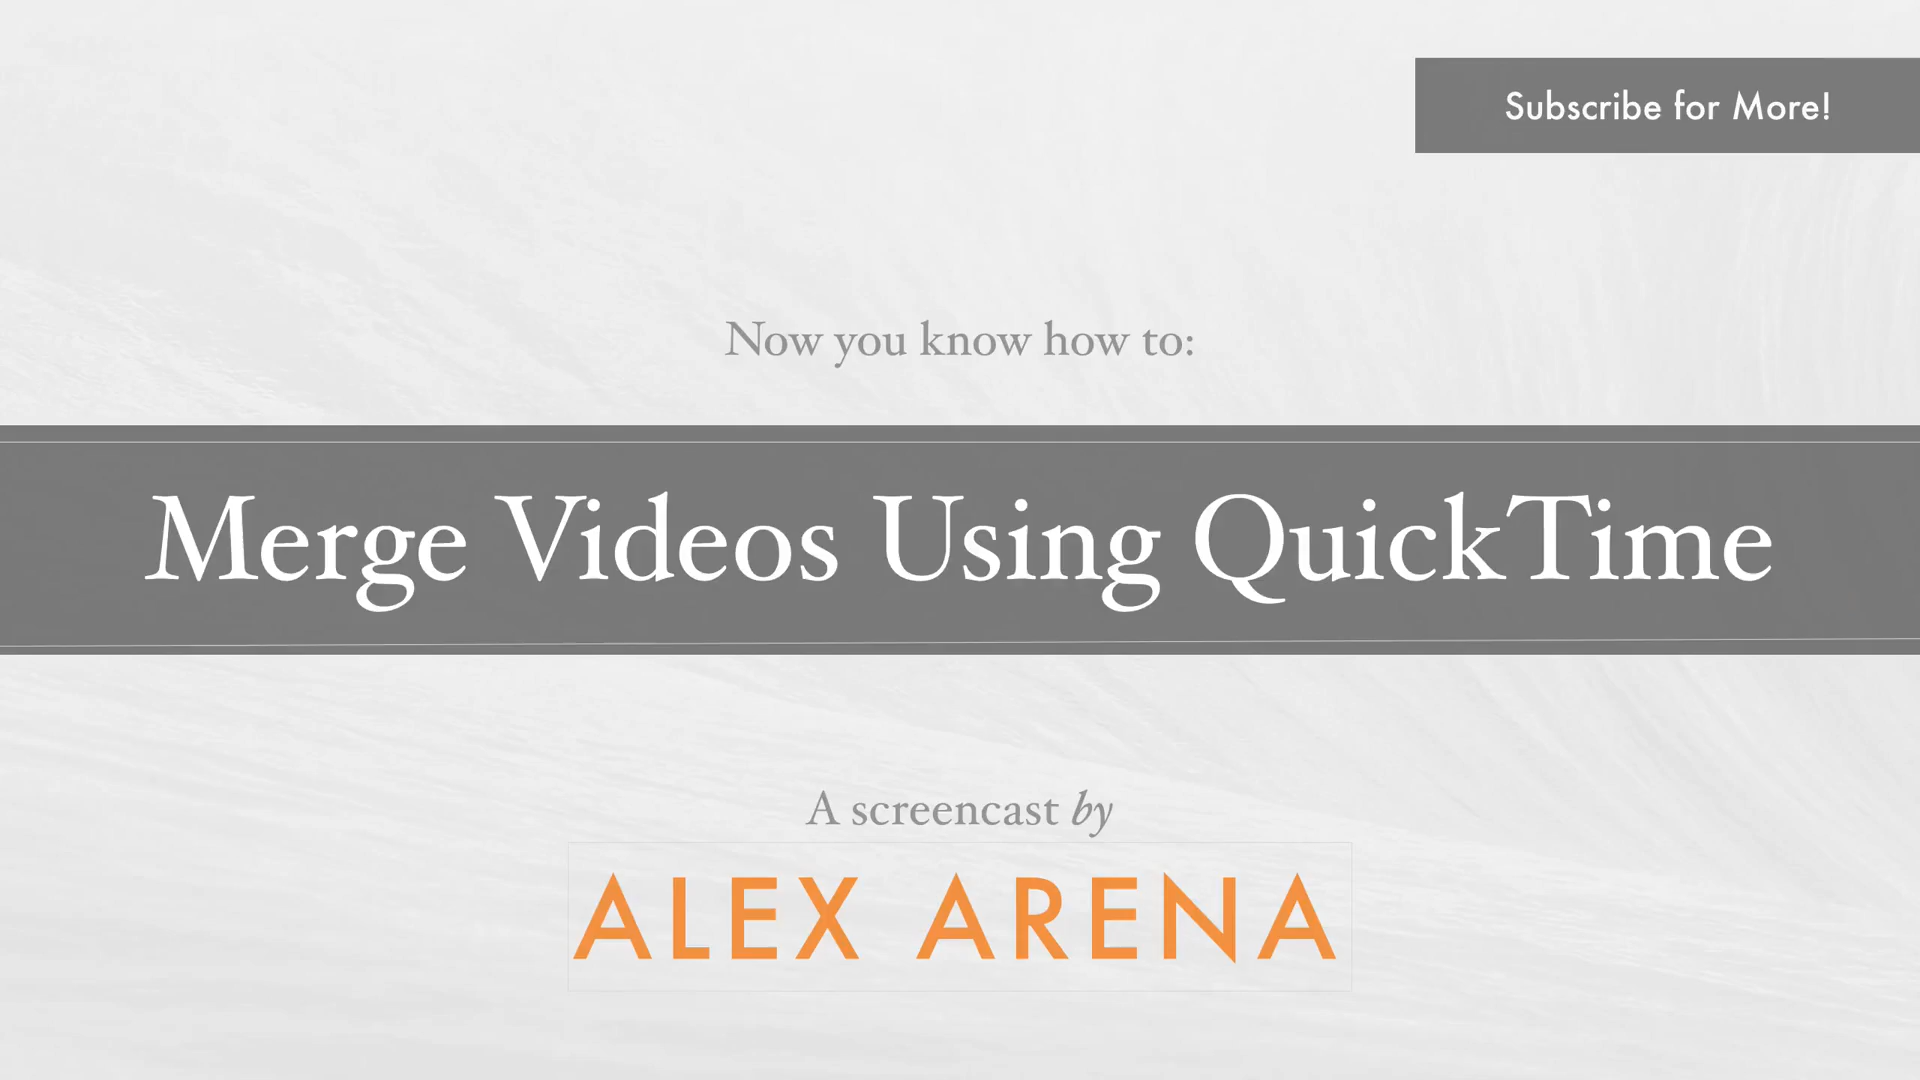 Subscribe for More!
Now you know how to:
Merge Videos Using QuickTime
A screencast by
ALEX ARENA